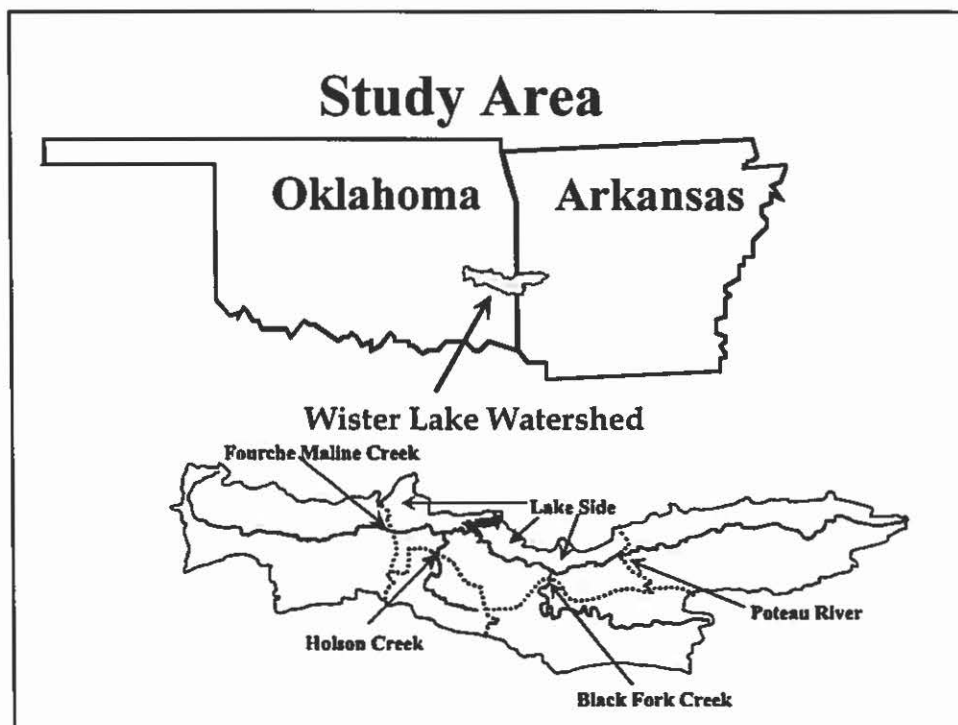 Study Area
Oklahoma
Arkansas
Wister Lake Watershed
Fourche Maline Creek
Lake Side
Poteau River
Holson Creek
Black Fork Creek